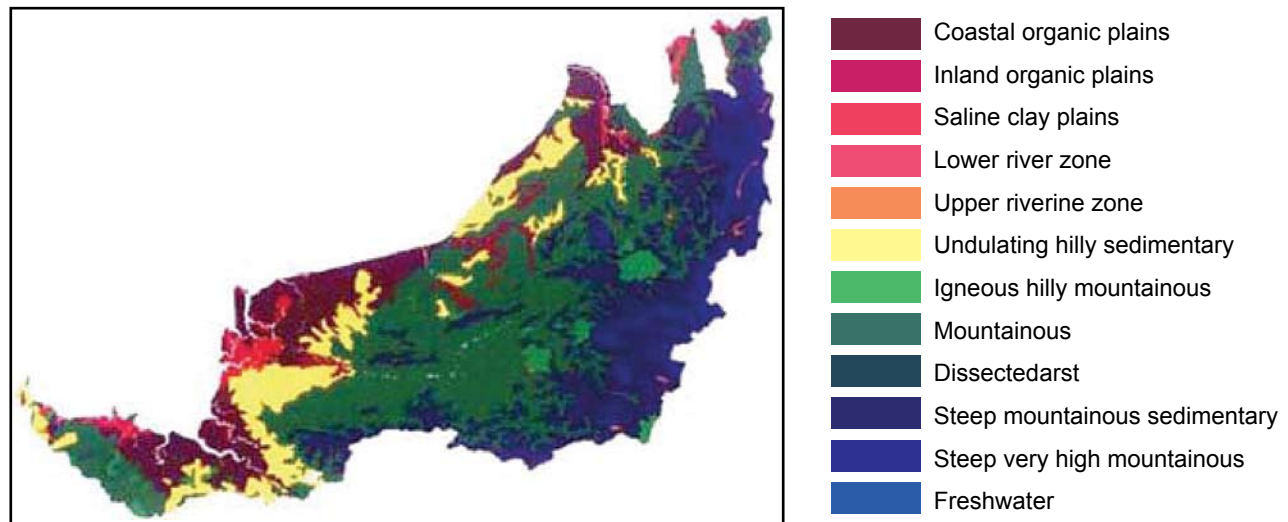 Coastal organic plains
Inland organic plains
Saline clay plains
Lower river zone
Upper riverine zone
Undulating hilly sedimentary
Igneous hilly mountainous
Mountainous
Dissectedarst
Steep mountainous sedimentary
Steep very high mountainous
Freshwater